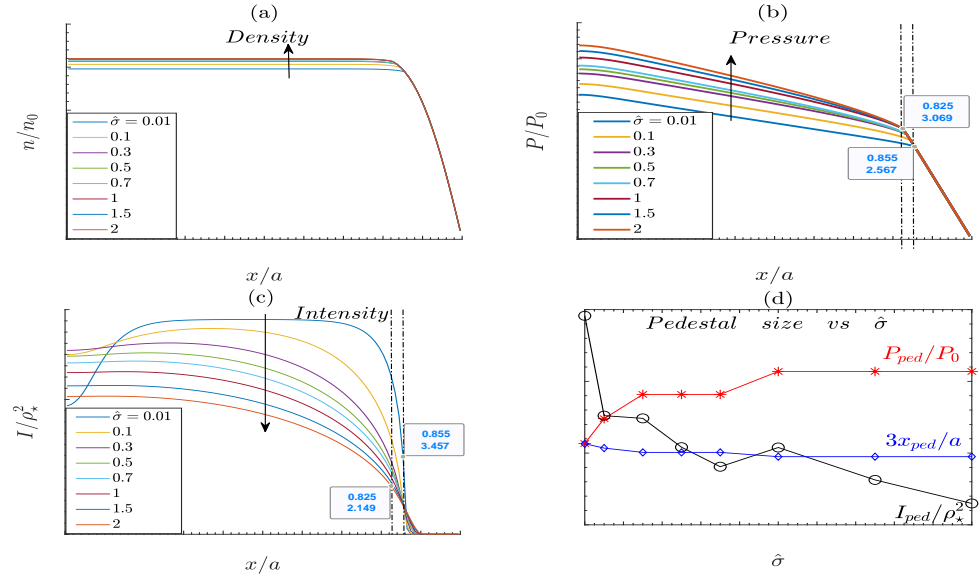 (a)
Density
n/n₀
σ̂ = 0.01
0.1
0.3
0.5
0.7
1
1.5
2
x/a
(b)
Pressure
P/P₀
σ̂ = 0.01
0.1
0.3
0.5
0.7
1
1.5
2
0.825
3.069
0.855
2.567
x/a
(c)
Intensity
I/ρ⋆²
σ̂ = 0.01
0.1
0.3
0.5
0.7
1
1.5
2
0.855
3.457
0.825
2.149
x/a
(d)
Pedestal size vs σ̂
P_ped/P₀
3x_ped/a
I_ped/ρ⋆²
σ̂